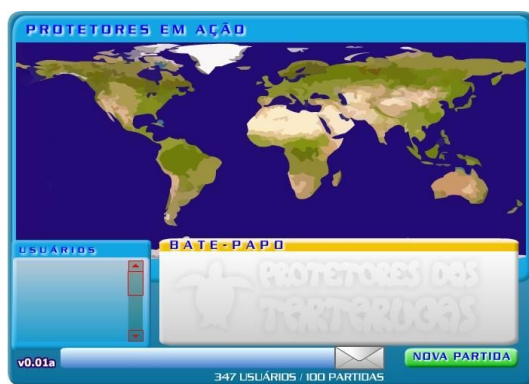 PROTETORES EM AÇÃO
USUÁRIOS
BATE-PAPO
PROTETORES DAS
TARTARUGAS
v0.01a
NOVA PARTIDA
347 USUÁRIOS / 100 PARTIDAS